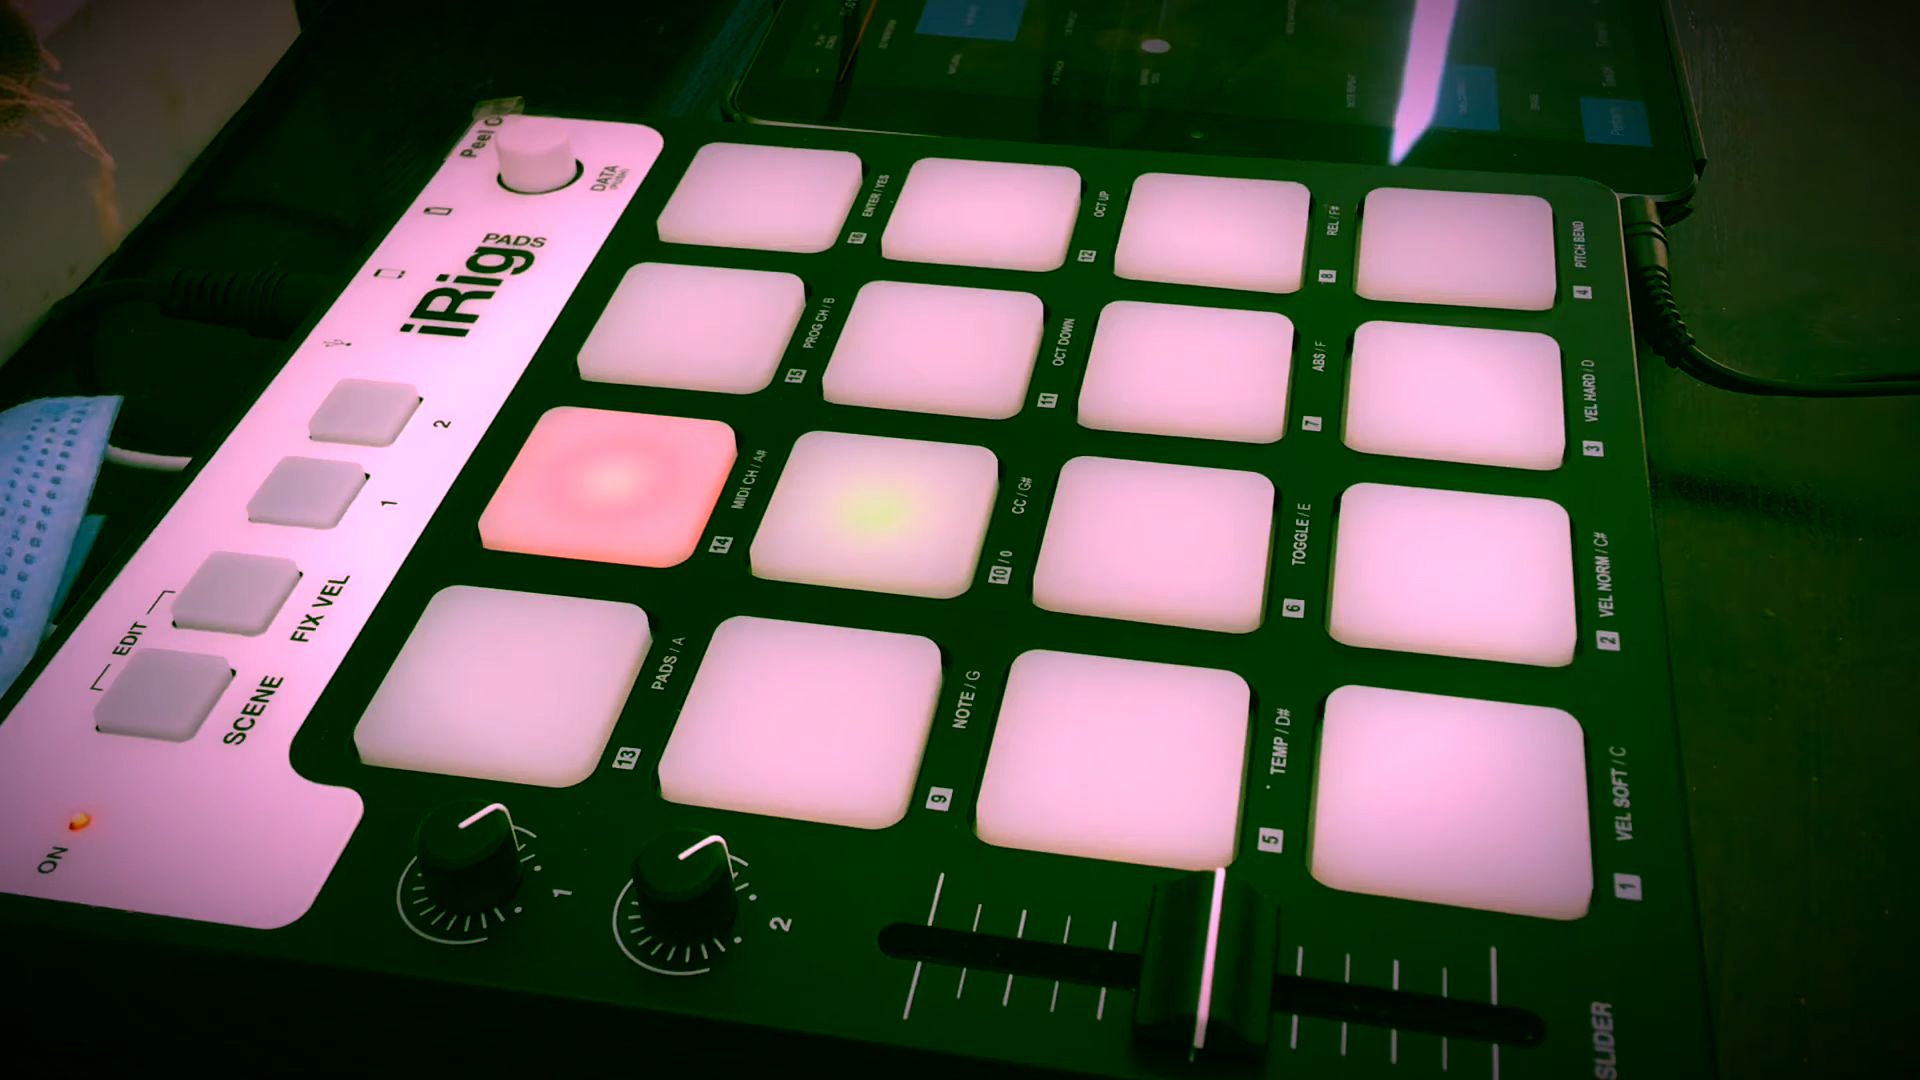 Peel O
DATA
(PUSH)
iRig
PADS
2
1
EDIT
FIX VEL
SCENE
ON
16 ENTER / YES
12 OCT UP
8 REL / F#
4 PITCH BEND
15 PROG CH / B
11 OCT DOWN
7 ABS / F
3 VEL HARD / D
14 MIDI CH / A#
10 / 0 CC / G#
6 TOGGLE / E
2 VEL NORM / C#
13 PADS / A
9 NOTE / G
5 TEMP / D#
1 VEL SOFT / C
1
2
SLIDER